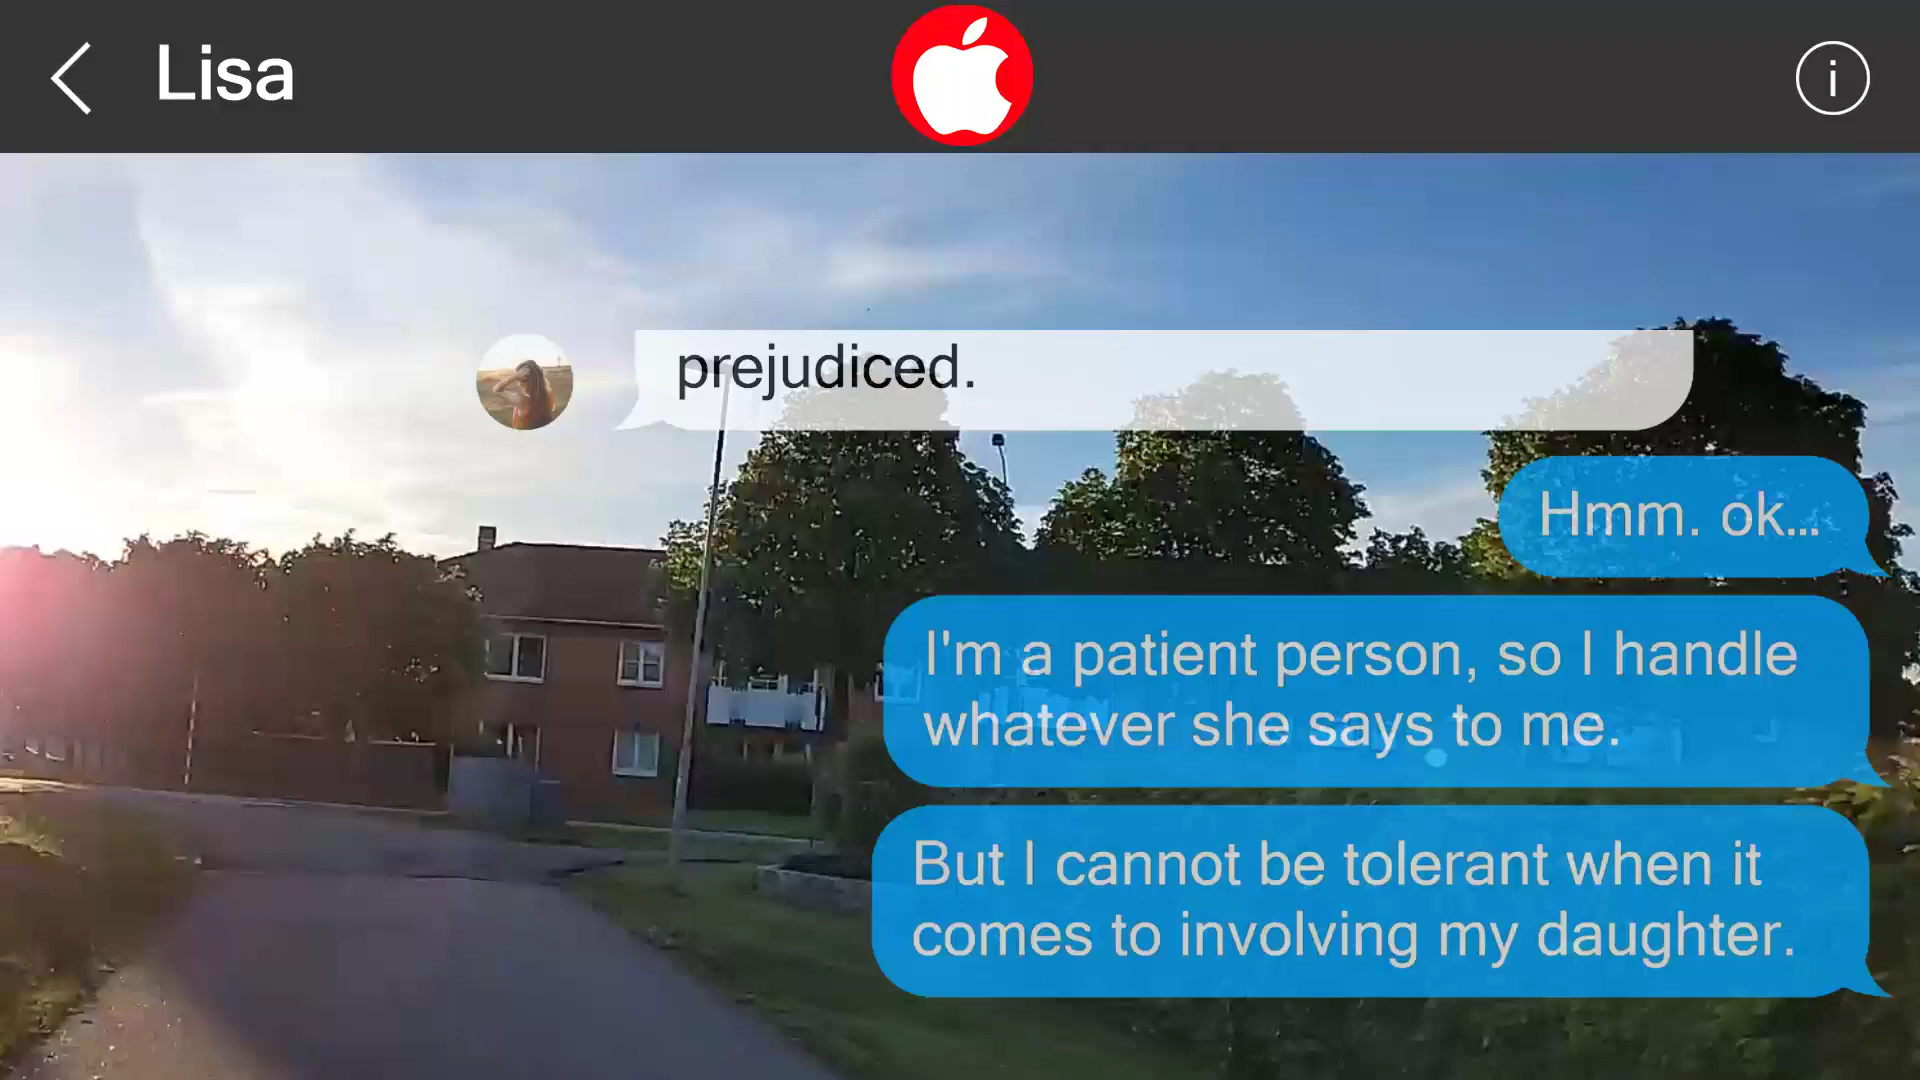 Lisa
i
prejudiced.
Hmm. ok...
I'm a patient person, so I handle
whatever she says to me.
But I cannot be tolerant when it
comes to involving my daughter.